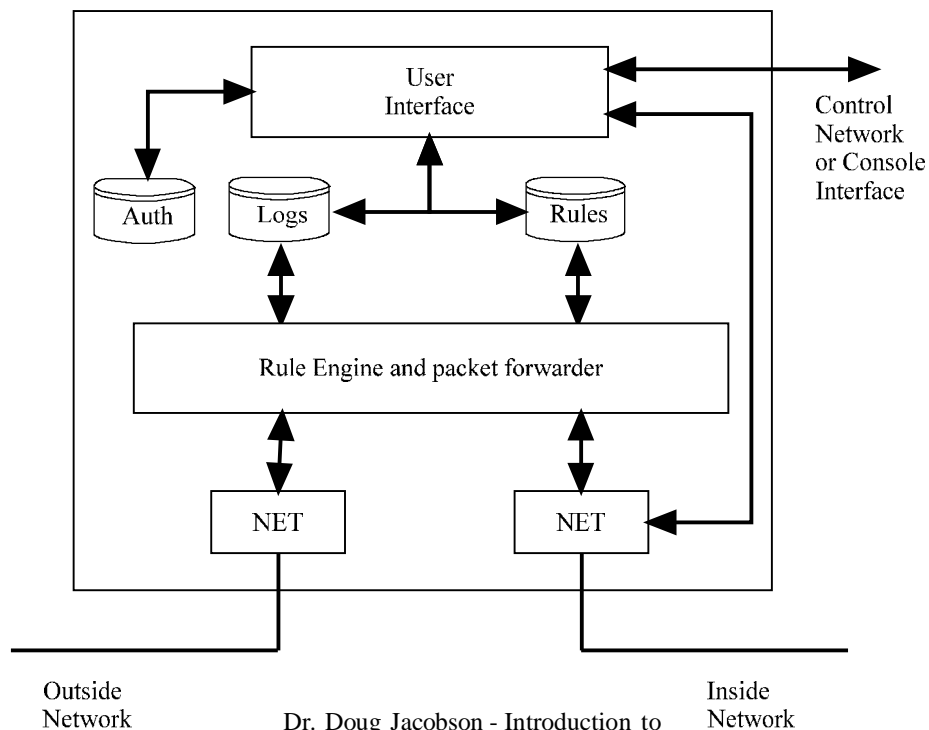 User
Interface
Control
Network
or Console
Interface
Auth
Logs
Rules
Rule Engine and packet forwarder
NET
NET
Outside
Network
Inside
Network
Dr. Doug Jacobson - Introduction to